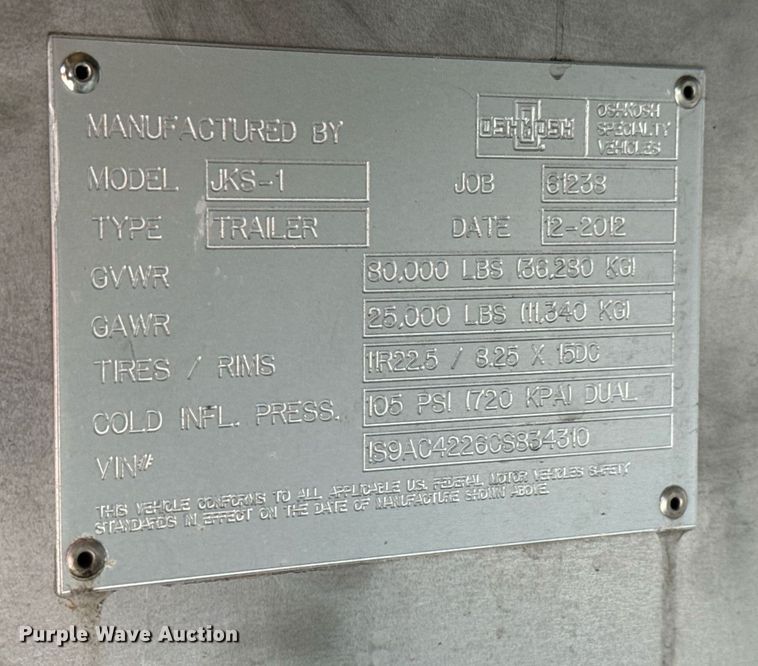 OSHKOSH
OSHKOSH
SPECIALTY
VEHICLES
MANUFACTURED BY
MODEL JKS-1 JOB 61238
TYPE TRAILER DATE 12-2012
GVWR 80,000 LBS (36,280 KG)
GAWR 25,000 LBS (11,340 KG)
TIRES / RIMS 11R22.5 / 8.25 X 15DC
COLD INFL. PRESS. 105 PSI (720 KPA) DUAL
VIN# 1S9AC4226CS834310
THIS VEHICLE CONFORMS TO ALL APPLICABLE U.S. FEDERAL MOTOR VEHICLES SAFETY
STANDARDS IN EFFECT ON THE DATE OF MANUFACTURE SHOWN ABOVE.
Purple Wave Auction